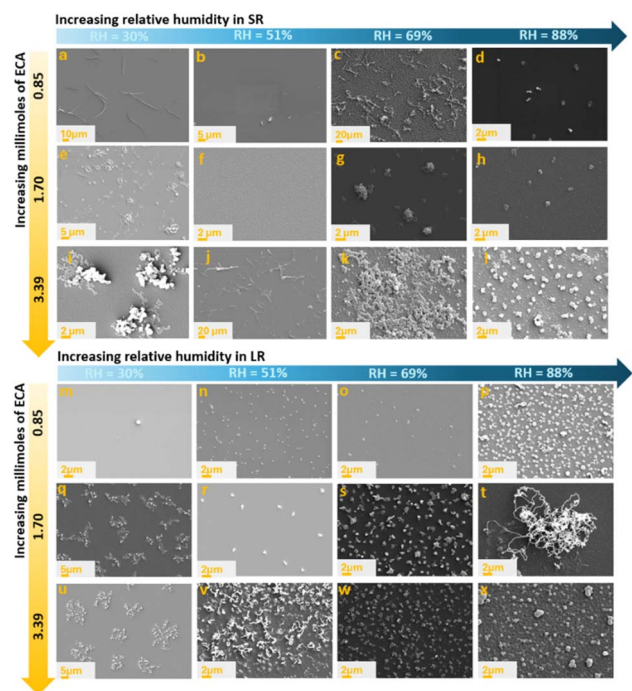 Increasing relative humidity in SR
RH = 30% RH = 51% RH = 69% RH = 88%
Increasing millimoles of ECA
0.85
a b c d
10µm 5 µm 20µm 2µm
1.70
e f g h
5 µm 2 µm 2 µm 2 µm
3.39
i j k l
2 µm 20 µm 2µm 2µm
Increasing relative humidity in LR
RH = 30% RH = 51% RH = 69% RH = 88%
Increasing millimoles of ECA
0.85
m n o p
2µm 2µm 2µm 2µm
1.70
q r s t
5µm 2µm 2µm 2µm
3.39
u v w x
5µm 2µm 2µm 2µm